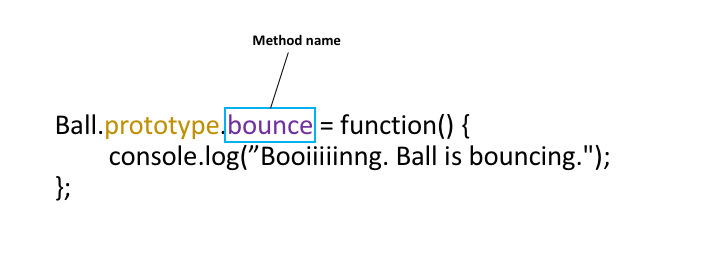 Method name
Ball.prototype.bounce = function() {
console.log(”Booiiiiinng. Ball is bouncing.");
};